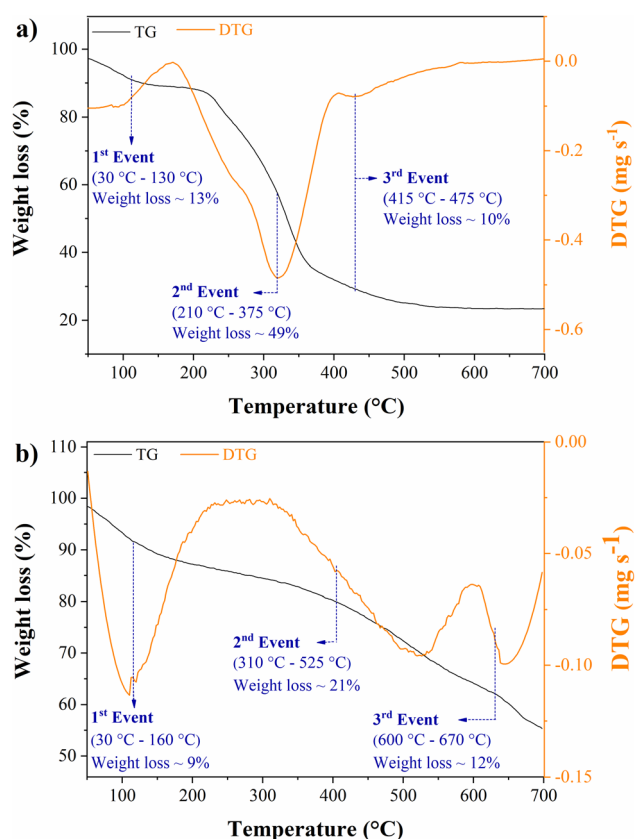 a)
TG DTG
100
80
60
40
20
Weight loss (%)
0.0
-0.2
-0.4
-0.6
DTG (mg s⁻¹)
1st Event
(30 °C - 130 °C)
Weight loss ~ 13%
3rd Event
(415 °C - 475 °C)
Weight loss ~ 10%
2nd Event
(210 °C - 375 °C)
Weight loss ~ 49%
100 200 300 400 500 600 700
Temperature (°C)
b)
TG DTG
110
100
90
80
70
60
50
Weight loss (%)
0.00
-0.05
-0.10
-0.15
DTG (mg s⁻¹)
2nd Event
(310 °C - 525 °C)
Weight loss ~ 21%
1st Event
(30 °C - 160 °C)
Weight loss ~ 9%
3rd Event
(600 °C - 670 °C)
Weight loss ~ 12%
100 200 300 400 500 600 700
Temperature (°C)